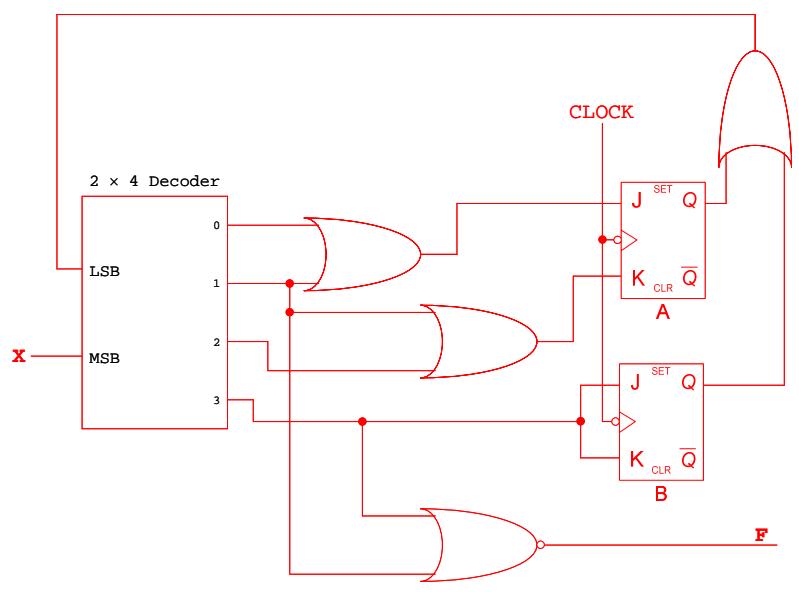 CLOCK
2 × 4 Decoder
SET
J
Q
0
LSB
1
K
Q
CLR
A
2
X
MSB
SET
J
Q
3
K
Q
CLR
B
F